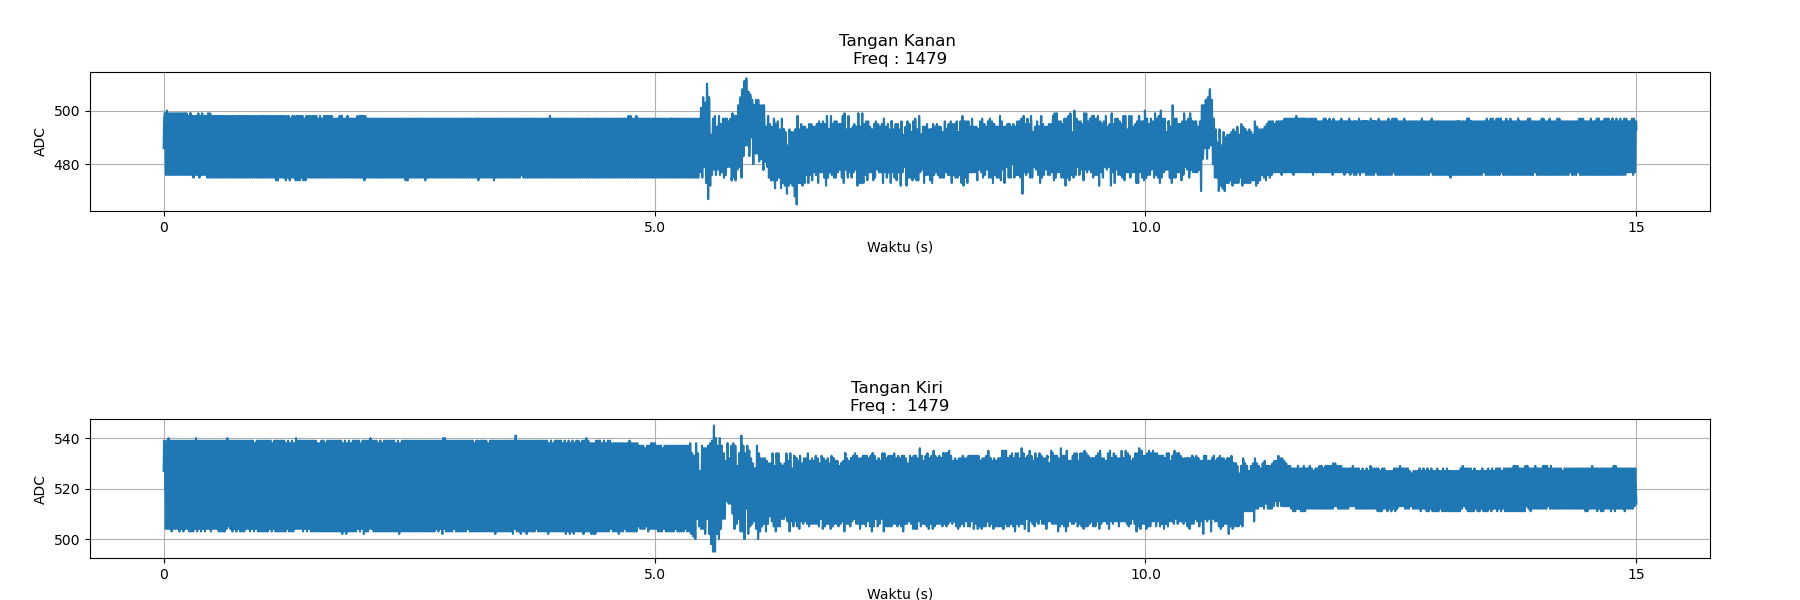 Tangan Kanan
Freq : 1479
500
480
ADC
0
5.0
10.0
15
Waktu (s)
Tangan Kiri
Freq :  1479
540
520
500
ADC
0
5.0
10.0
15
Waktu (s)